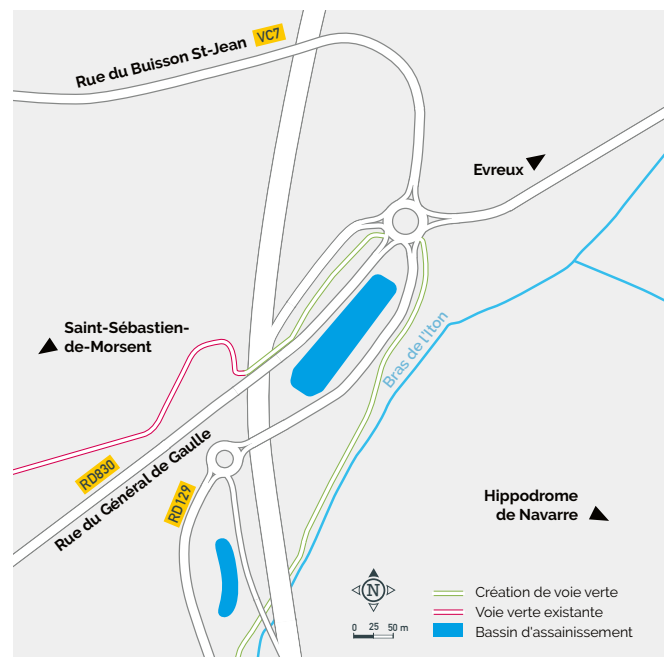 Rue du Buisson St-Jean VC7
Evreux
Saint-Sébastien-
de-Morsent
Bras de l'Iton
RD830
Rue du Général de Gaulle
RD129
Hippodrome
de Navarre
N
0 25 50 m
Création de voie verte
Voie verte existante
Bassin d'assainissement